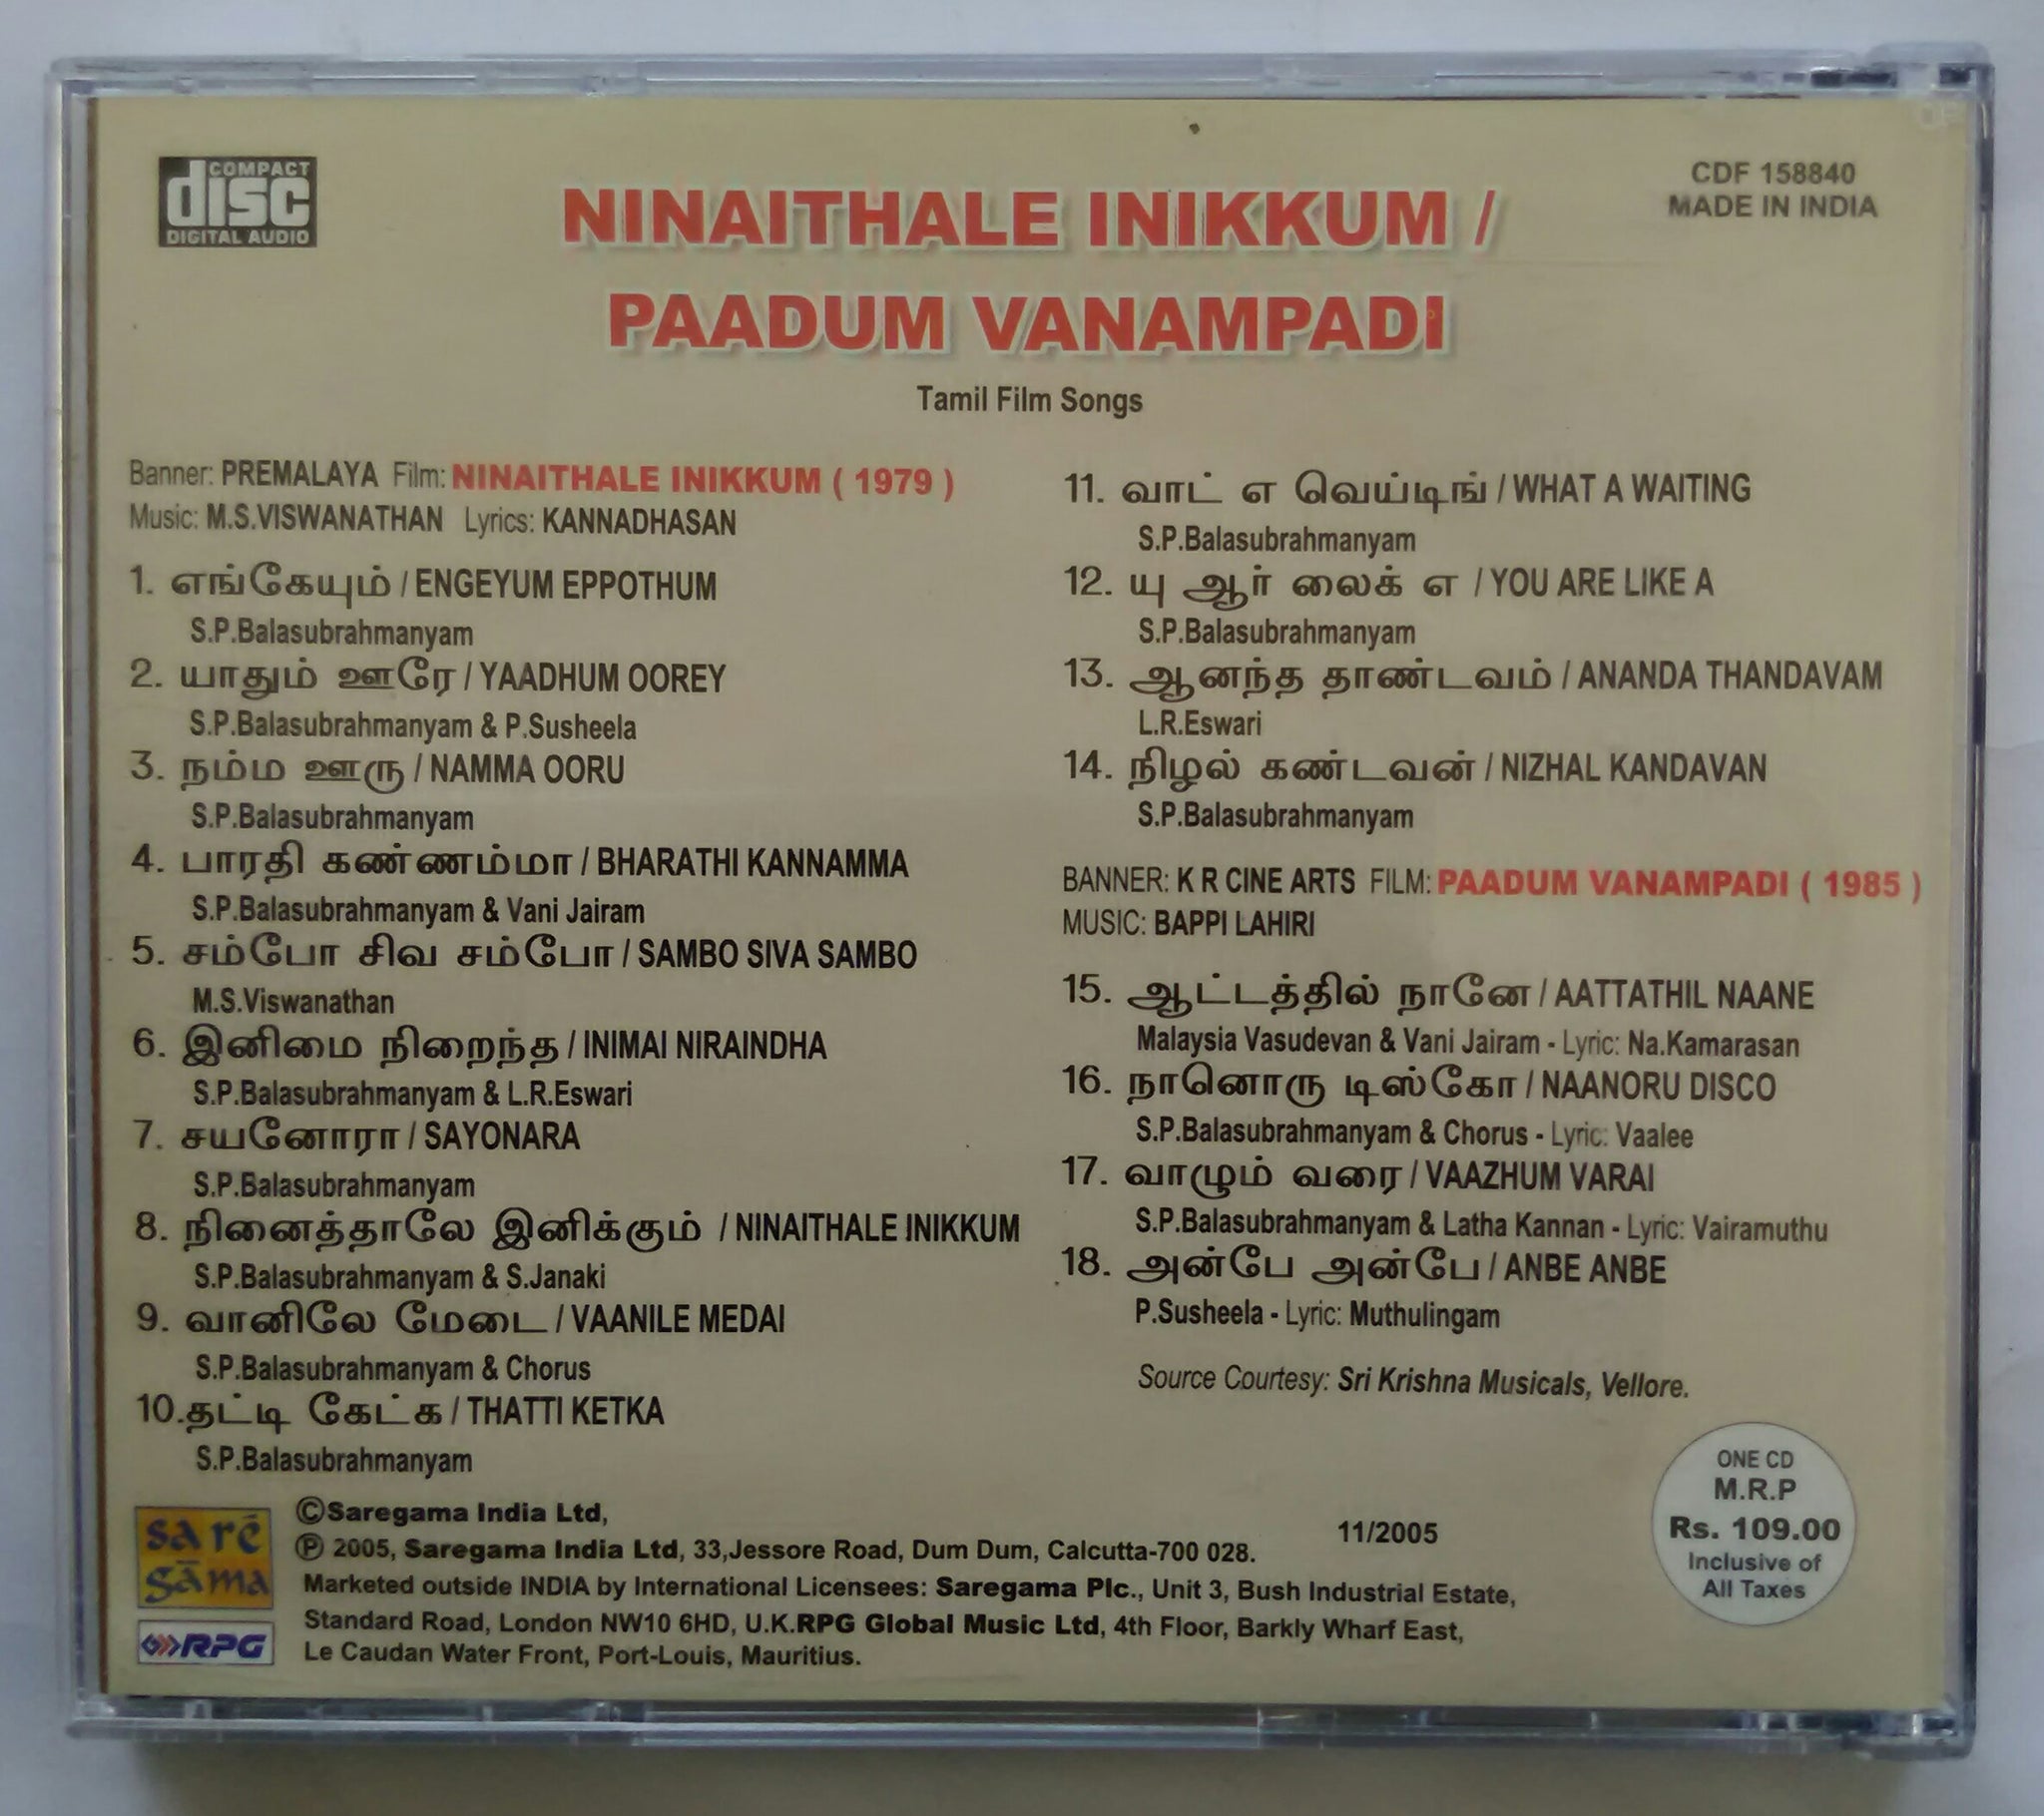 COMPACT
disc
DIGITAL AUDIO
CDF 158840
MADE IN INDIA
NINAITHALE INIKKUM /
PAADUM VANAMPADI
Tamil Film Songs
Banner: PREMALAYA Film: NINAITHALE INIKKUM ( 1979 )
Music: M.S.VISWANATHAN Lyrics: KANNADHASAN
1. எங்கேயும் / ENGEYUM EPPOTHUM
S.P.Balasubrahmanyam
2. யாதும் ஊரே / YAADHUM OOREY
S.P.Balasubrahmanyam & P.Susheela
3. நம்ம ஊரு / NAMMA OORU
S.P.Balasubrahmanyam
4. பாரதி கண்ணம்மா / BHARATHI KANNAMMA
S.P.Balasubrahmanyam & Vani Jairam
5. சம்போ சிவ சம்போ / SAMBO SIVA SAMBO
M.S.Viswanathan
6. இனிமை நிறைந்த / INIMAI NIRAINDHA
S.P.Balasubrahmanyam & L.R.Eswari
7. சயனோரா / SAYONARA
S.P.Balasubrahmanyam
8. நினைத்தாலே இனிக்கும் / NINAITHALE INIKKUM
S.P.Balasubrahmanyam & S.Janaki
9. வானிலே மேடை / VAANILE MEDAI
S.P.Balasubrahmanyam & Chorus
10.தட்டி கேட்க / THATTI KETKA
S.P.Balasubrahmanyam
11. வாட் எ வெய்டிங் / WHAT A WAITING
S.P.Balasubrahmanyam
12. யு ஆர் லைக் எ / YOU ARE LIKE A
S.P.Balasubrahmanyam
13. ஆனந்த தாண்டவம் / ANANDA THANDAVAM
L.R.Eswari
14. நிழல் கண்டவன் / NIZHAL KANDAVAN
S.P.Balasubrahmanyam
BANNER: K R CINE ARTS FILM: PAADUM VANAMPADI ( 1985 )
MUSIC: BAPPI LAHIRI
15. ஆட்டத்தில் நானே / AATTATHIL NAANE
Malaysia Vasudevan & Vani Jairam - Lyric: Na.Kamarasan
16. நானொரு டிஸ்கோ / NAANORU DISCO
S.P.Balasubrahmanyam & Chorus - Lyric: Vaalee
17. வாழும் வரை / VAAZHUM VARAI
S.P.Balasubrahmanyam & Latha Kannan - Lyric: Vairamuthu
18. அன்பே அன்பே / ANBE ANBE
P.Susheela - Lyric: Muthulingam
Source Courtesy: Sri Krishna Musicals, Vellore.
ONE CD
M.R.P
Rs. 109.00
Inclusive of
All Taxes
sa rē
gāma
RPG
©Saregama India Ltd,
℗ 2005, Saregama India Ltd, 33,Jessore Road, Dum Dum, Calcutta-700 028.
11/2005
Marketed outside INDIA by International Licensees: Saregama Plc., Unit 3, Bush Industrial Estate,
Standard Road, London NW10 6HD, U.K.RPG Global Music Ltd, 4th Floor, Barkly Wharf East,
Le Caudan Water Front, Port-Louis, Mauritius.